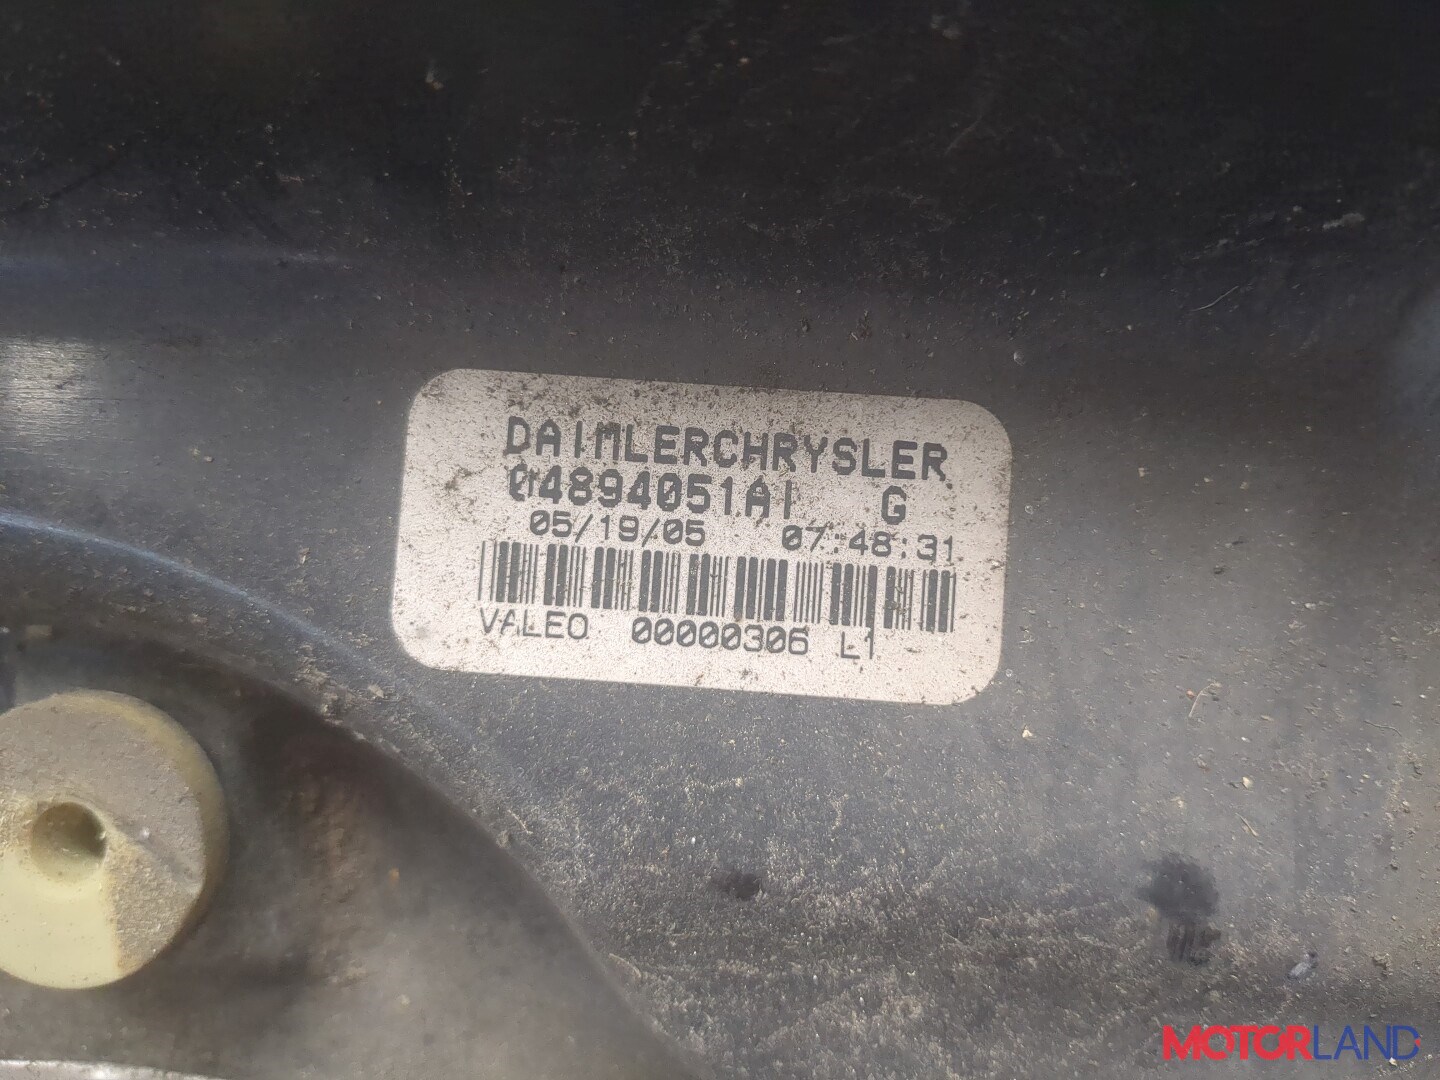 DAIMLERCHRYSLER
04894051AI G
05/19/05 07:48:31
VALEO 00000306 L1
MOTORLAND